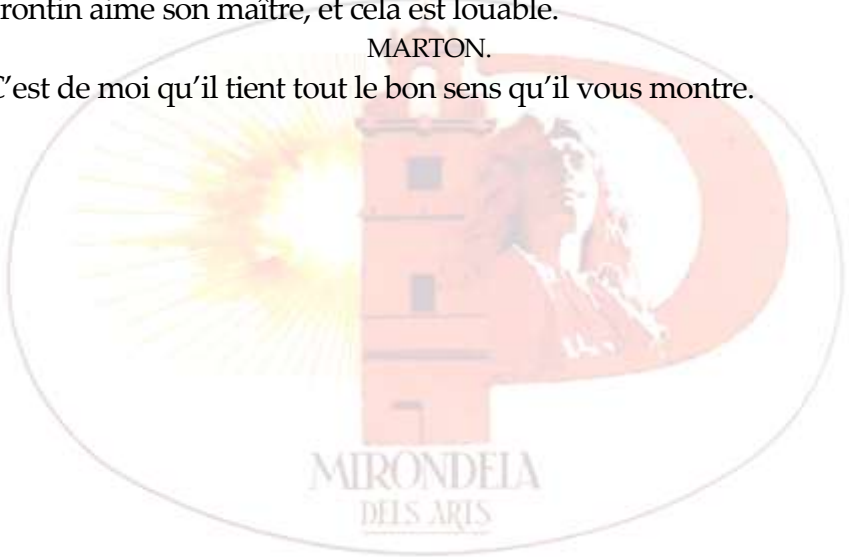 rontin aime son maître, et cela est louable.
MARTON.
C’est de moi qu’il tient tout le bon sens qu’il vous montre.
MIRONDELA
DELS ARTS